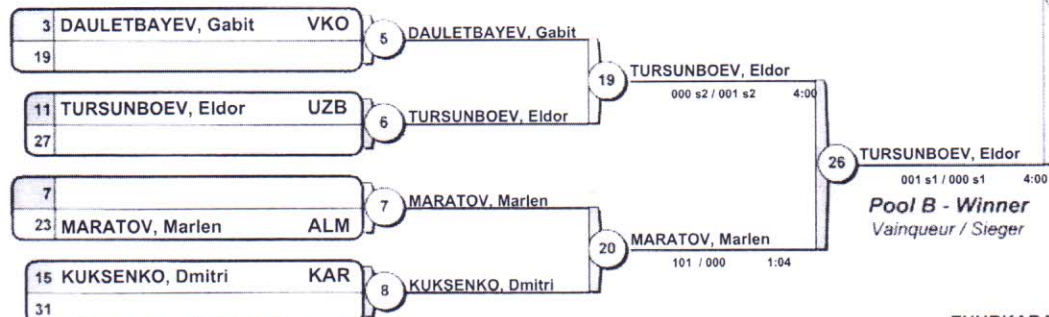 3 DAULETBAYEV, Gabit VKO
19
5 DAULETBAYEV, Gabit
11 TURSUNBOEV, Eldor UZB
27
6 TURSUNBOEV, Eldor
19 TURSUNBOEV, Eldor
000 s2 / 001 s2 4:00
7
23 MARATOV, Marlen ALM
7 MARATOV, Marlen
15 KUKSENKO, Dmitri KAR
31
8 KUKSENKO, Dmitri
20 MARATOV, Marlen
101 / 000 1:04
26 TURSUNBOEV, Eldor
001 s1 / 000 s1 4:00
Pool B - Winner
Vainqueur / Sieger